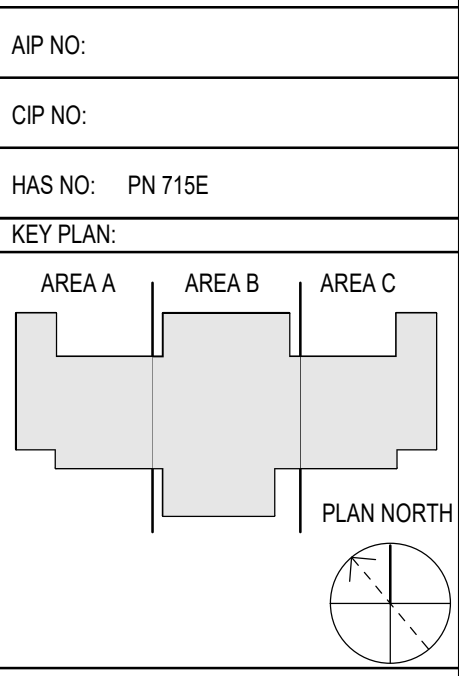 AIP NO:
CIP NO:
HAS NO: PN 715E
KEY PLAN:
AREA A AREA B AREA C
PLAN NORTH